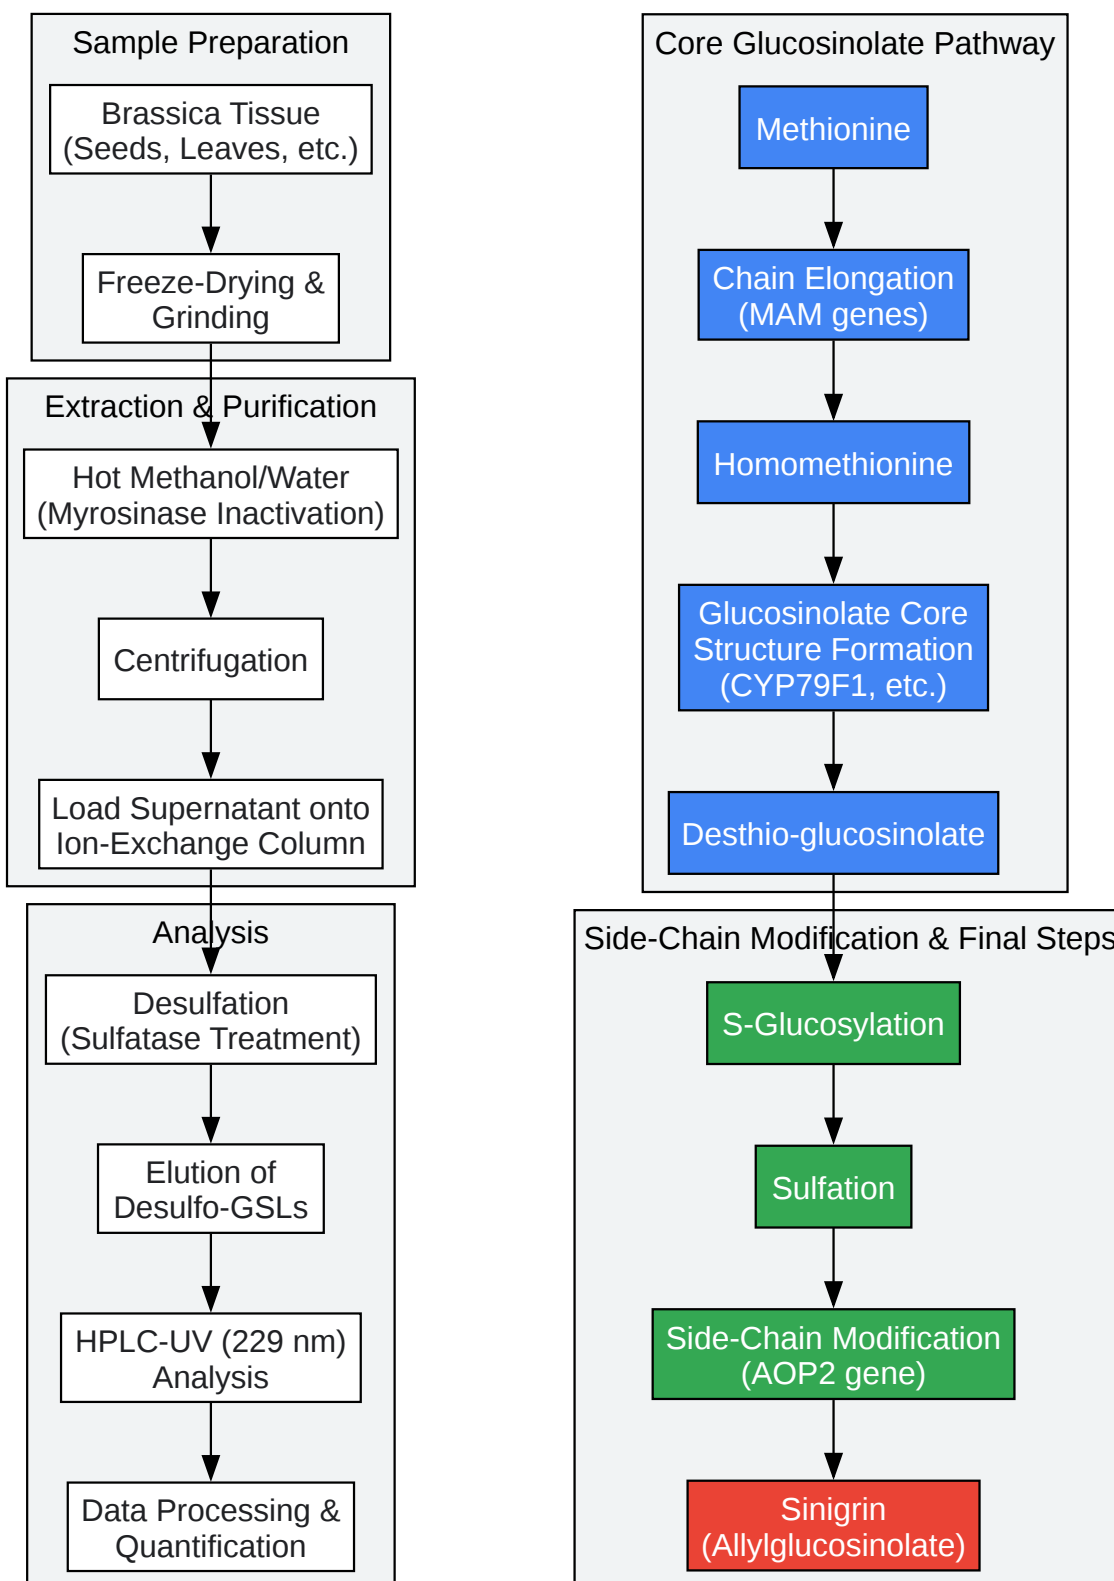 Sample Preparation
Brassica Tissue
(Seeds, Leaves, etc.)
Freeze-Drying &
Grinding
Extraction & Purification
Hot Methanol/Water
(Myrosinase Inactivation)
Centrifugation
Load Supernatant onto
Ion-Exchange Column
Analysis
Desulfation
(Sulfatase Treatment)
Elution of
Desulfo-GSLs
HPLC-UV (229 nm)
Analysis
Data Processing &
Quantification
Core Glucosinolate Pathway
Methionine
Chain Elongation
(MAM genes)
Homomethionine
Glucosinolate Core
Structure Formation
(CYP79F1, etc.)
Desthio-glucosinolate
Side-Chain Modification & Final Steps
S-Glucosylation
Sulfation
Side-Chain Modification
(AOP2 gene)
Sinigrin
(Allylglucosinolate)